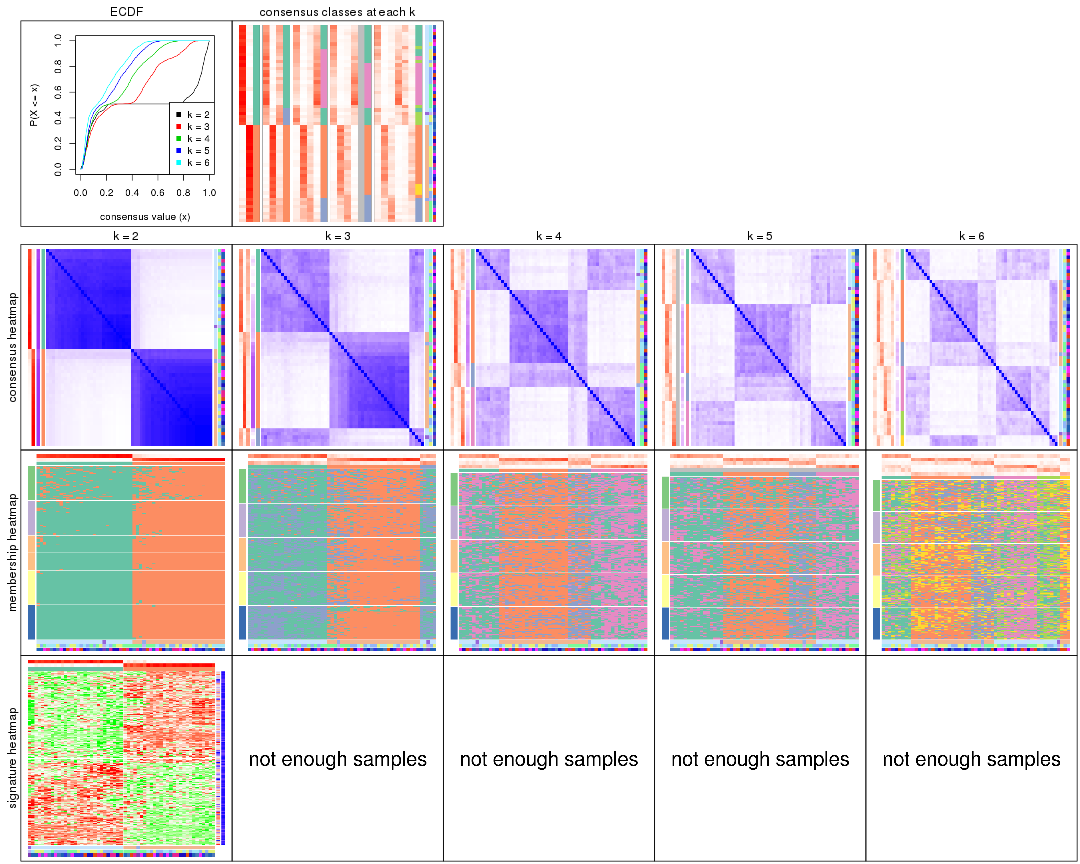 ECDF
consensus classes at each k
P(X <= x)
0.0 0.2 0.4 0.6 0.8 1.0
k = 2
k = 3
k = 4
k = 5
k = 6
0.0 0.2 0.4 0.6 0.8 1.0
consensus value (x)
k = 2
k = 3
k = 4
k = 5
k = 6
consensus heatmap
membership heatmap
signature heatmap
not enough samples
not enough samples
not enough samples
not enough samples